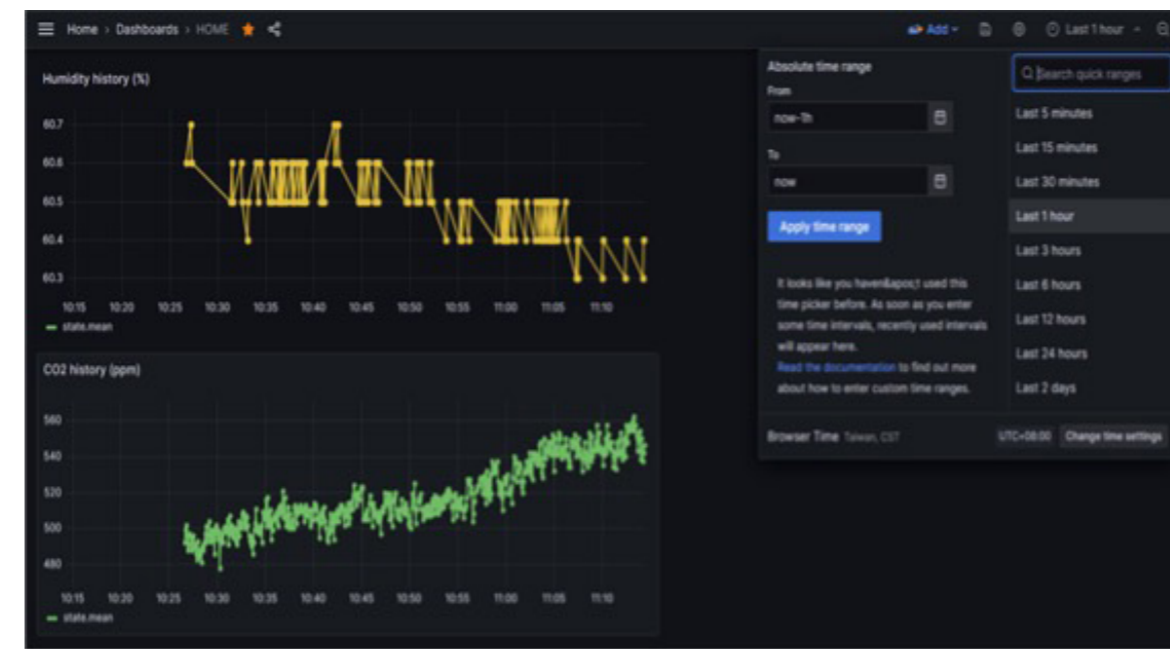 Home › Dashboards › HOME
Add
Last 1 hour
Humidity history (%)
60.7
60.6
60.5
60.4
60.3
10:15 10:20 10:25 10:30 10:35 10:40 10:45 10:50 10:55 11:00 11:05 11:10
state.mean
CO2 history (ppm)
560
540
520
500
480
10:15 10:20 10:25 10:30 10:35 10:40 10:45 10:50 10:55 11:00 11:05 11:10
state.mean
Absolute time range
From
now-1h
To
now
Apply time range
It looks like you haven&apos;t used this
time picker before. As soon as you enter
some time intervals, recently used intervals
will appear here.
Read the documentation to find out more
about how to enter custom time ranges.
Search quick ranges
Last 5 minutes
Last 15 minutes
Last 30 minutes
Last 1 hour
Last 3 hours
Last 6 hours
Last 12 hours
Last 24 hours
Last 2 days
Browser Time Taiwan, CST
UTC+08:00
Change time settings